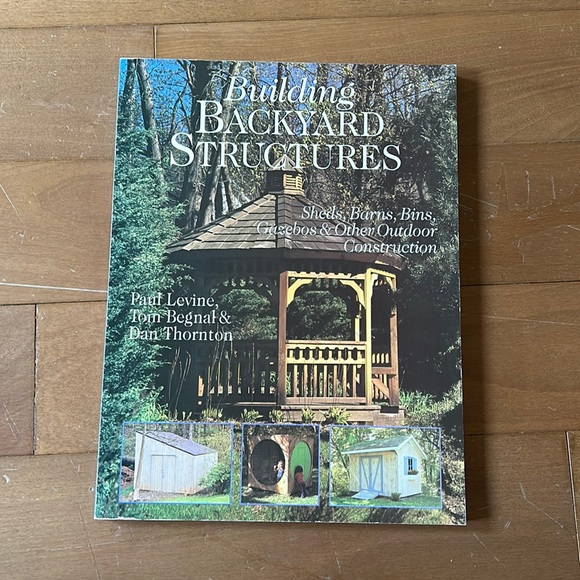 Building
BACKYARD
STRUCTURES
Sheds, Barns, Bins,
Gazebos & Other Outdoor
Construction
Paul Levine,
Tom Begnal &
Dan Thornton